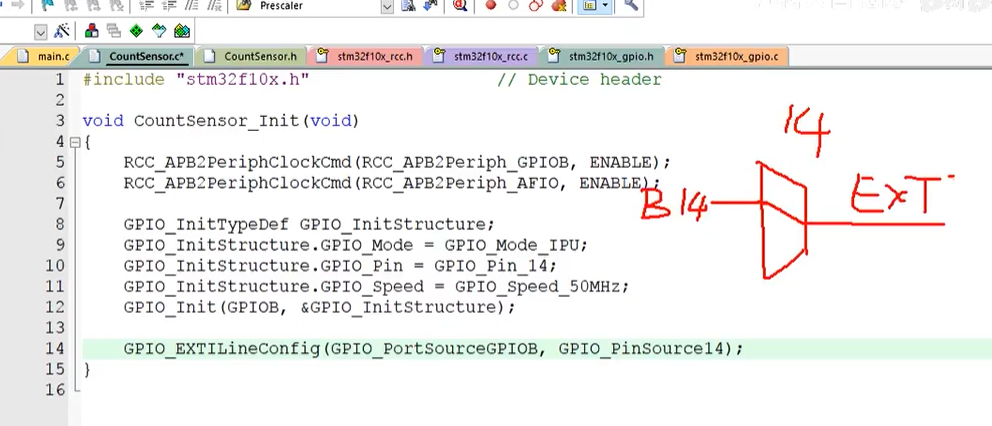 Prescaler
main.c CountSensor.c* CountSensor.h stm32f10x_rcc.h stm32f10x_rcc.c stm32f10x_gpio.h stm32f10x_gpio.c
1 #include "stm32f10x.h" // Device header
2
3 void CountSensor_Init(void)
4 {
5 RCC_APB2PeriphClockCmd(RCC_APB2Periph_GPIOB, ENABLE);
6 RCC_APB2PeriphClockCmd(RCC_APB2Periph_AFIO, ENABLE);
7
8 GPIO_InitTypeDef GPIO_InitStructure;
9 GPIO_InitStructure.GPIO_Mode = GPIO_Mode_IPU;
10 GPIO_InitStructure.GPIO_Pin = GPIO_Pin_14;
11 GPIO_InitStructure.GPIO_Speed = GPIO_Speed_50MHz;
12 GPIO_Init(GPIOB, &GPIO_InitStructure);
13
14 GPIO_EXTILineConfig(GPIO_PortSourceGPIOB, GPIO_PinSource14);
15 }
16
14
B14
EXT